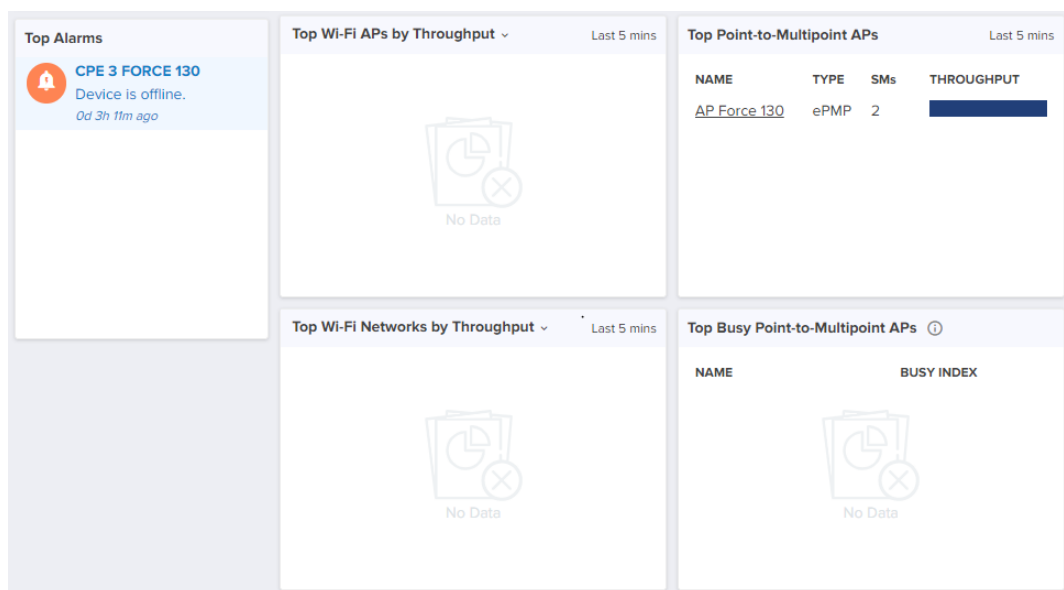 Top Alarms
CPE 3 FORCE 130
Device is offline.
0d 3h 11m ago
Top Wi-Fi APs by Throughput
Last 5 mins
No Data
Top Point-to-Multipoint APs
Last 5 mins
NAME TYPE SMs THROUGHPUT
AP Force 130 ePMP 2
Top Wi-Fi Networks by Throughput
Last 5 mins
No Data
Top Busy Point-to-Multipoint APs
NAME BUSY INDEX
No Data